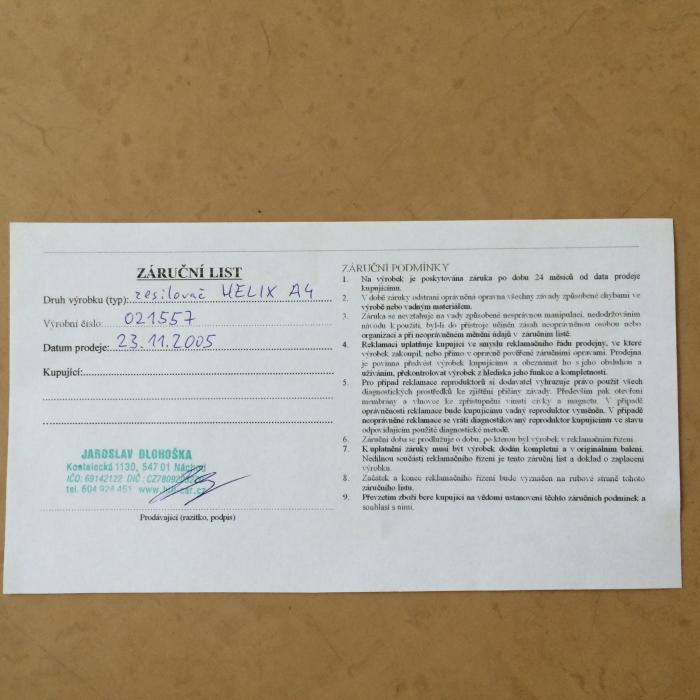 ZÁRUČNÍ LIST
Druh výrobku (typ): zesilovač HELIX A4
Výrobní číslo: 021557
Datum prodeje: 23.11.2005
Kupující:
JAROSLAV DLOHOŠKA
Kostelecká 1130, 547 01 Náchod
IČO: 69142122 DIČ: CZ7809
tel. 604 924 451 www.hifi-car.cz
Prodávající (razítko, podpis)
ZÁRUČNÍ PODMÍNKY
1. Na výrobek je poskytována záruka po dobu 24 měsíců od data prodeje
kupujícímu.
2. V době záruky odstraní oprávněná opravna všechny závady způsobené chybami ve
výrobě nebo vadným materiálem.
3. Záruka se nevztahuje na vady způsobené nesprávnou manipulací, nedodržováním
návodu k použití, byl-li do přístroje učiněn zásah neoprávněnou osobou nebo
organizací a při neoprávněném měnění údajů v záručním listě.
4. Reklamaci uplatňuje kupující ve smyslu reklamačního řádu prodejny, ve které
výrobek zakoupil, nebo přímo v opravně pověřené záručními opravami. Prodejna
je povinna předvést výrobek kupujícímu a obeznámit ho s jeho obsluhou a
užíváním, překontrolovat výrobek z hlediska jeho funkce a kompletnosti.
5. Pro případ reklamace reproduktorů si dodavatel vyhrazuje právo použít všech
diagnostických prostředků ke zjištění příčiny závady. Především pak otevření
membrány a vlnovce ke zpřístupnění vinutí cívky a magnetu. V případě
oprávněnosti reklamace bude kupujícímu vadný reproduktor vyměněn. V případě
neoprávněné reklamace se vrátí diagnostikovaný reproduktor kupujícímu ve stavu
odpovídajícím použité diagnostické metodě.
6. Záruční doba se prodlužuje o dobu, po kterou byl výrobek v reklamačním řízení.
7. K uplatnění záruky musí být výrobek dodán kompletní a v originálním balení.
Nedílnou součástí reklamačního řízení je tento záruční list a doklad o zaplacení
výrobku.
8. Začátek a konec reklamačního řízení bude vyznačen na rubové straně tohoto
záručního listu.
9. Převzetím zboží bere kupující na vědomí ustanovení těchto záručních podmínek a
souhlasí s nimi.